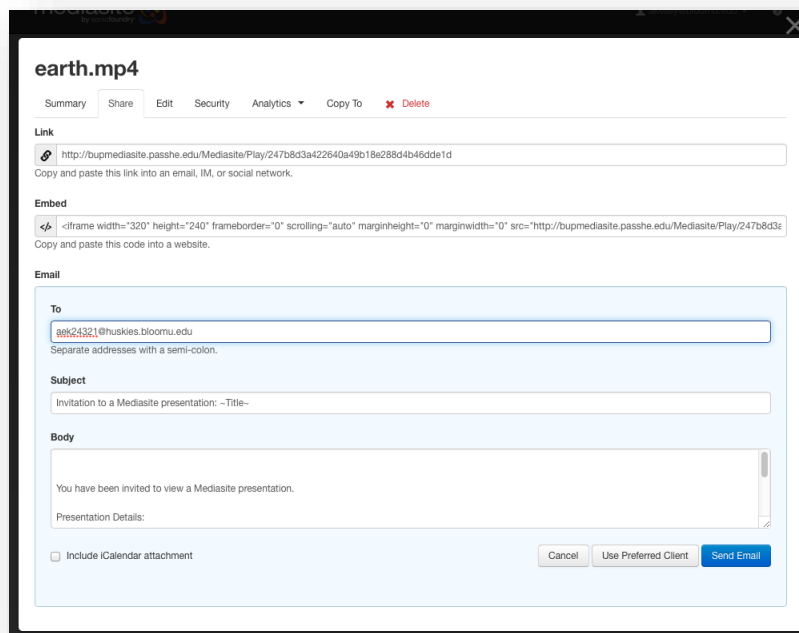 mediasite
by sonicfoundry
earth.mp4
Summary Share Edit Security Analytics Copy To Delete
Link
http://bupmediasite.passhe.edu/Mediasite/Play/247b8d3a422640a49b18e288d4b46dde1d
Copy and paste this link into an email, IM, or social network.
Embed
</> <iframe width="320" height="240" frameborder="0" scrolling="auto" marginheight="0" marginwidth="0" src="http://bupmediasite.passhe.edu/Mediasite/Play/247b8d3a
Copy and paste this code into a website.
Email
To
aek24321@huskies.bloomu.edu
Separate addresses with a semi-colon.
Subject
Invitation to a Mediasite presentation: ~Title~
Body
You have been invited to view a Mediasite presentation.
Presentation Details:
Include iCalendar attachment
Cancel Use Preferred Client Send Email